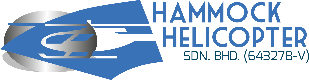 HAMMOCK
HELICOPTER
SDN. BHD. (643278-V)